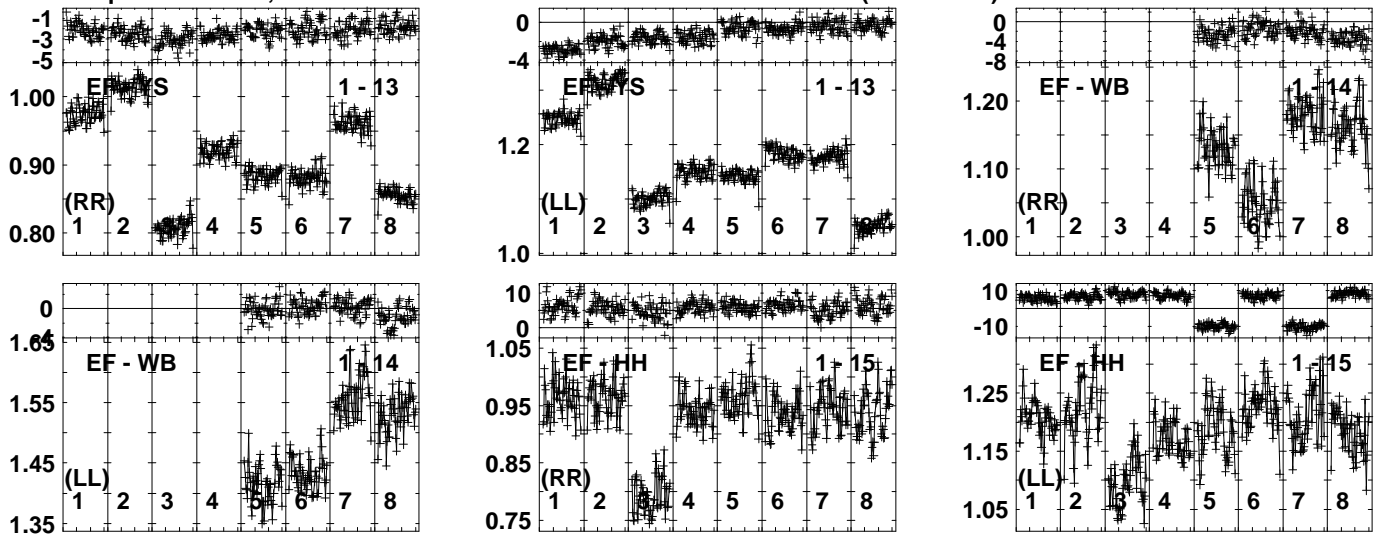 -1
-3
-5
EF - YS 1 - 13
1.00
0.90
0.80
(RR)
1 2 3 4 5 6 7 8
0
-4
EF - YS 1 - 13
1.2
1.0
(LL)
1 2 3 4 5 6 7 8
0
-4
-8
EF - WB 1 - 14
1.20
1.10
1.00
(RR)
1 2 3 4 5 6 7 8
0
EF - WB 1 - 14
1.65
1.55
1.45
1.35
(LL)
1 2 3 4 5 6 7 8
10
0
EF - HH 1 - 15
1.05
0.95
0.85
0.75
(RR)
1 2 3 4 5 6 7 8
10
-10
EF - HH 1 - 15
1.25
1.15
1.05
(LL)
1 2 3 4 5 6 7 8